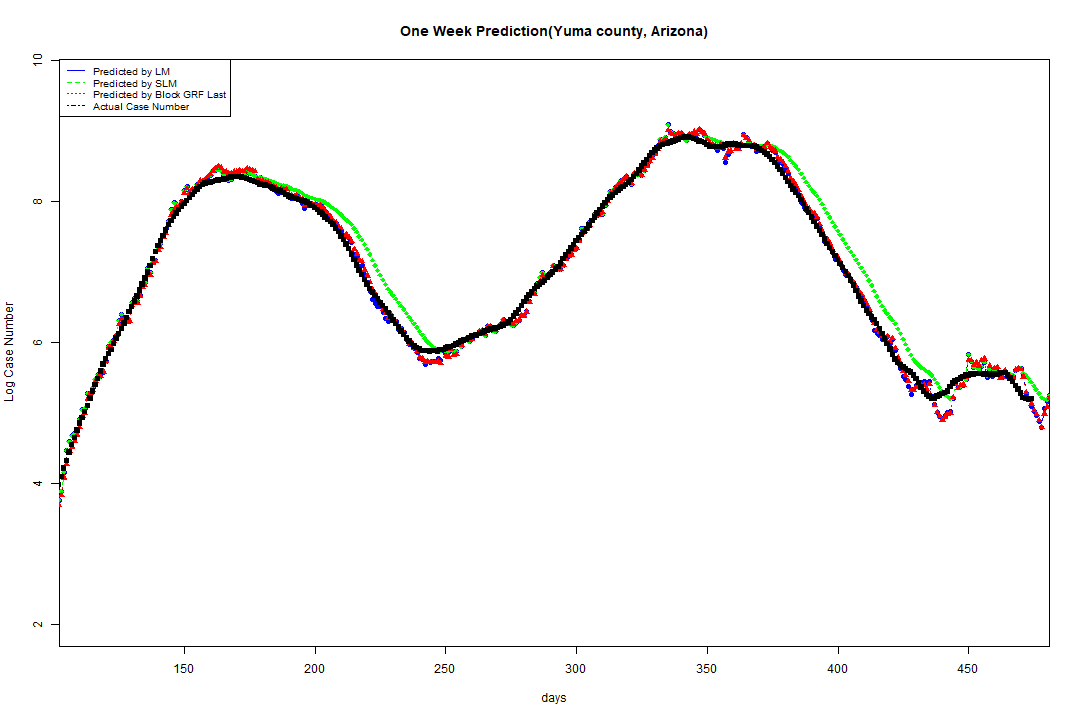 One Week Prediction(Yuma county, Arizona)
Predicted by LM
Predicted by SLM
Predicted by Block GRF Last
Actual Case Number
Log Case Number
10
8
6
4
2
150 200 250 300 350 400 450
days